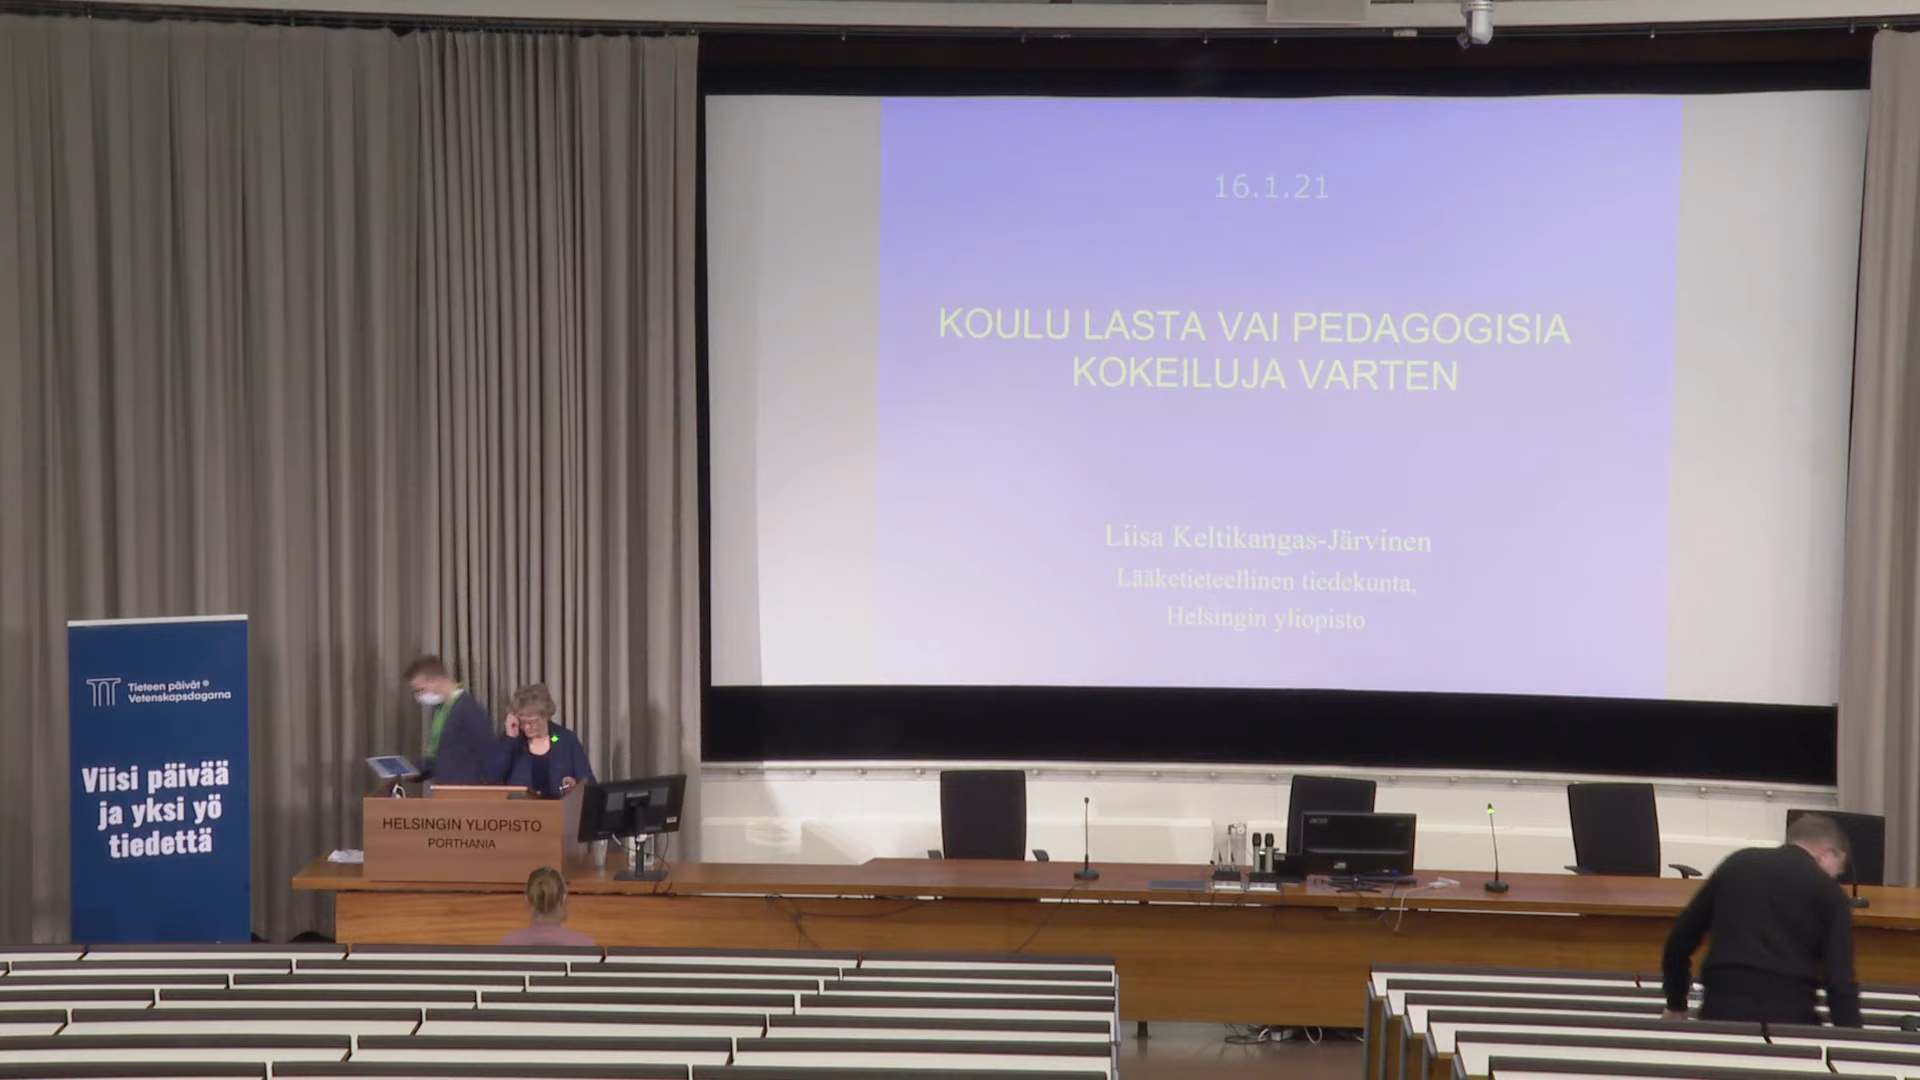 16.1.21
KOULU LASTA VAI PEDAGOGISIA
KOKEILUJA VARTEN
Liisa Keltikangas-Järvinen
Lääketieteellinen tiedekunta,
Helsingin yliopisto
Tieteen päivät
Vetenskapsdagarna
Viisi päivää
ja yksi yö
tiedettä
HELSINGIN YLIOPISTO
PORTHANIA